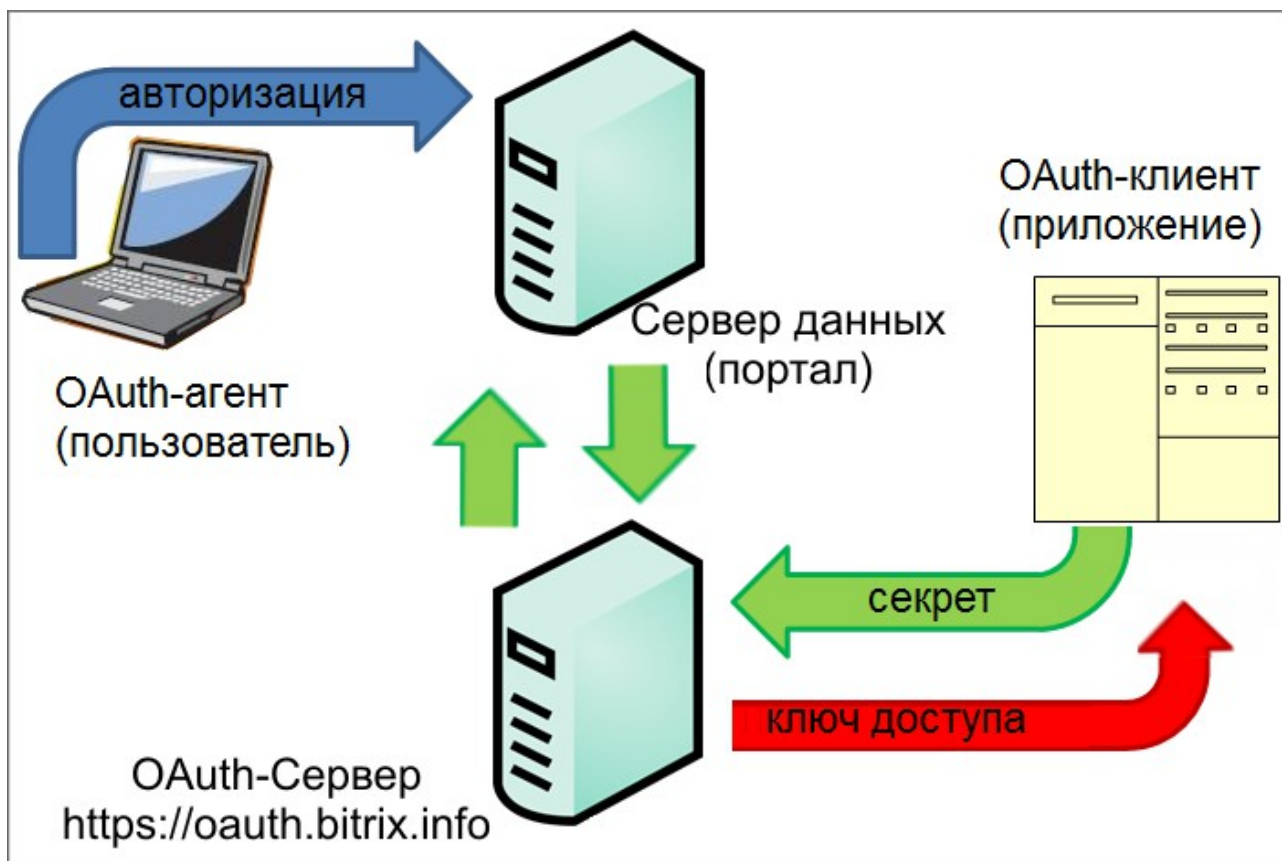 авторизация
OAuth-клиент
(приложение)
Сервер данных
(портал)
OAuth-агент
(пользователь)
секрет
ключ доступа
OAuth-Сервер
https://oauth.bitrix.info